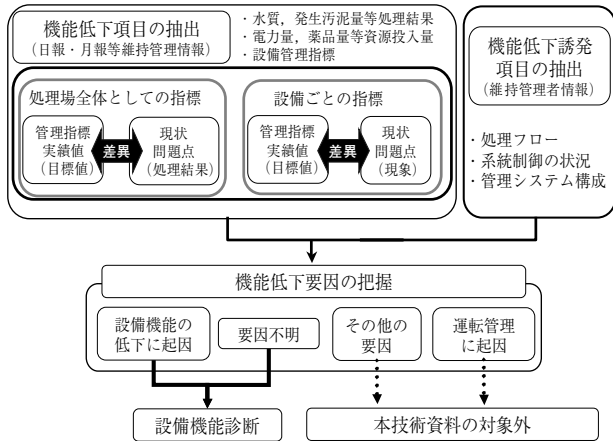 機能低下項目の抽出
（日報・月報等維持管理情報）
・水質，発生汚泥量等処理結果
・電力量，薬品量等資源投入量
・設備管理指標
処理場全体としての指標
管理指標
実績値
（目標値）
差異
現状
問題点
（処理結果）
設備ごとの指標
管理指標
実績値
（目標値）
差異
現状
問題点
（現象）
機能低下誘発
項目の抽出
（維持管理者情報）
・処理フロー
・系統制御の状況
・管理システム構成
機能低下要因の把握
設備機能の
低下に起因
要因不明
その他の
要因
運転管理
に起因
設備機能診断
本技術資料の対象外